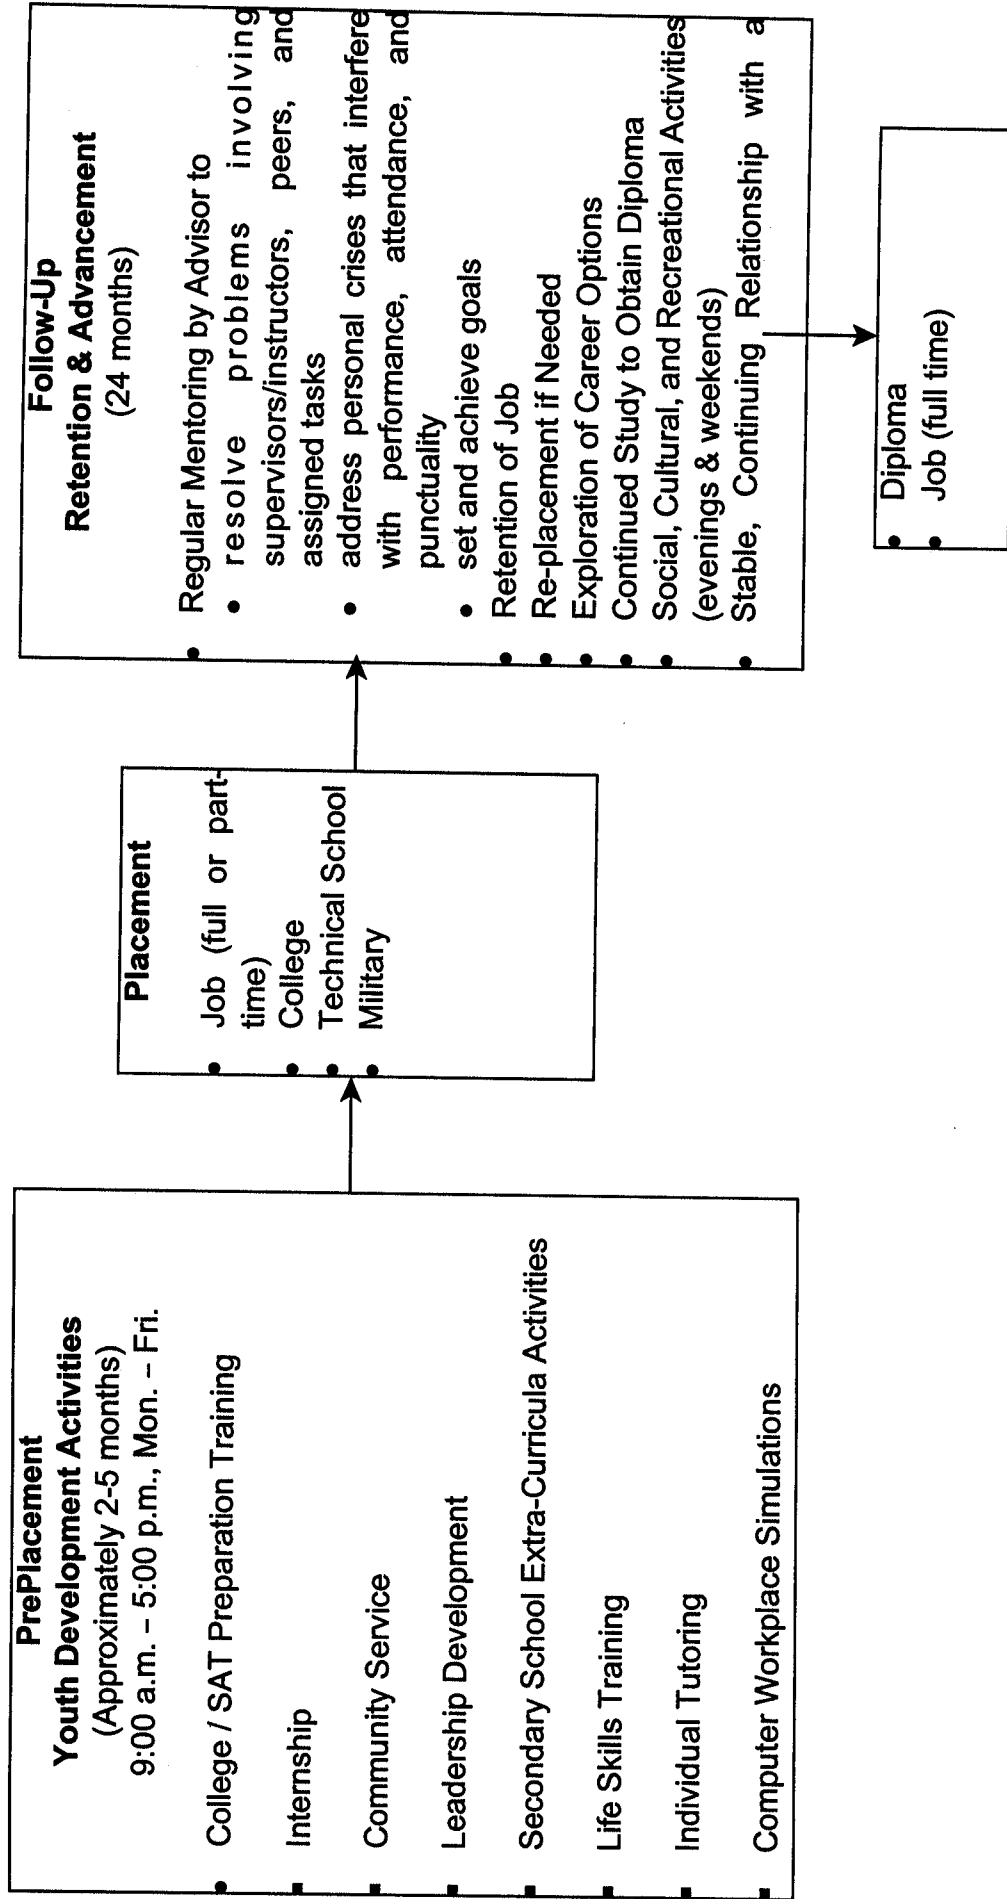 PrePlacement
Youth Development Activities
(Approximately 2-5 months)
9:00 a.m. – 5:00 p.m., Mon. – Fri.
• College / SAT Preparation Training
▪ Internship
▪ Community Service
▪ Leadership Development
▪ Secondary School Extra-Curricula Activities
▪ Life Skills Training
▪ Individual Tutoring
▪ Computer Workplace Simulations
Placement
• Job (full or part-
time)
• College
• Technical School
• Military
Follow-Up
Retention & Advancement
(24 months)
• Regular Mentoring by Advisor to
• resolve problems involving
supervisors/instructors, peers, and
assigned tasks
• address personal crises that interfere
with performance, attendance, and
punctuality
• set and achieve goals
• Retention of Job
• Re-placement if Needed
• Exploration of Career Options
• Continued Study to Obtain Diploma
• Social, Cultural, and Recreational Activities
(evenings & weekends)
• Stable, Continuing Relationship with a
• Diploma
• Job (full time)